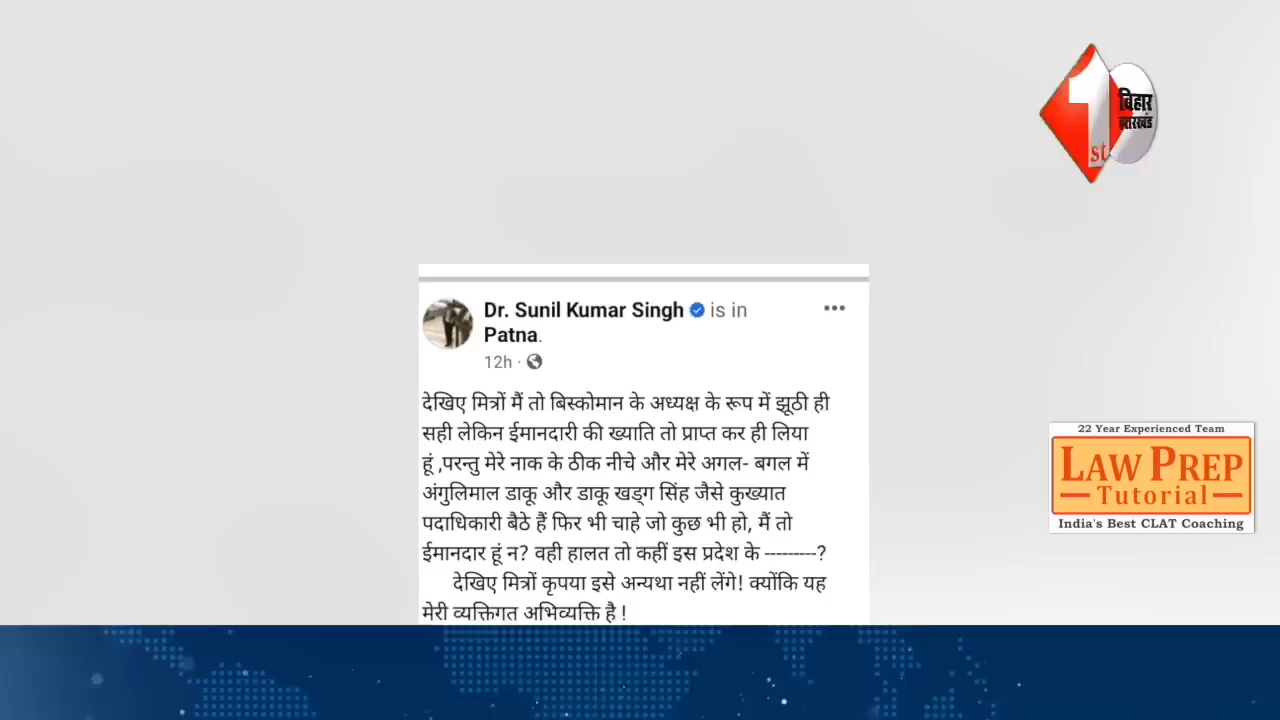 1st
बिहार
झारखंड
Dr. Sunil Kumar Singh is in
Patna.
12h ·
देखिए मित्रों मैं तो बिस्कोमान के अध्यक्ष के रूप में झूठी ही
सही लेकिन ईमानदारी की ख्याति तो प्राप्त कर ही लिया
हूं ,परन्तु मेरे नाक के ठीक नीचे और मेरे अगल- बगल में
अंगुलिमाल डाकू और डाकू खड्ग सिंह जैसे कुख्यात
पदाधिकारी बैठे हैं फिर भी चाहे जो कुछ भी हो, मैं तो
ईमानदार हूं न? वही हालत तो कहीं इस प्रदेश के ---------?
देखिए मित्रों कृपया इसे अन्यथा नहीं लेंगे! क्योंकि यह
मेरी व्यक्तिगत अभिव्यक्ति है !
22 Year Experienced Team
LAW PREP
Tutorial
India's Best CLAT Coaching